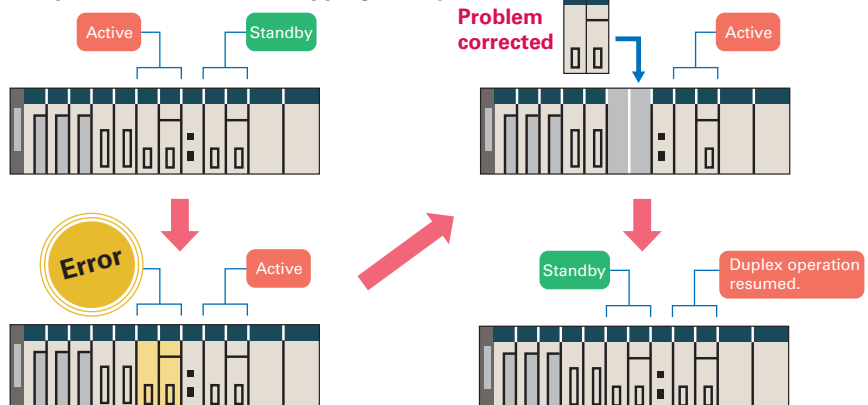 Active
Standby
Problem
corrected
Active
Error
Active
Standby
Duplex operation
resumed.